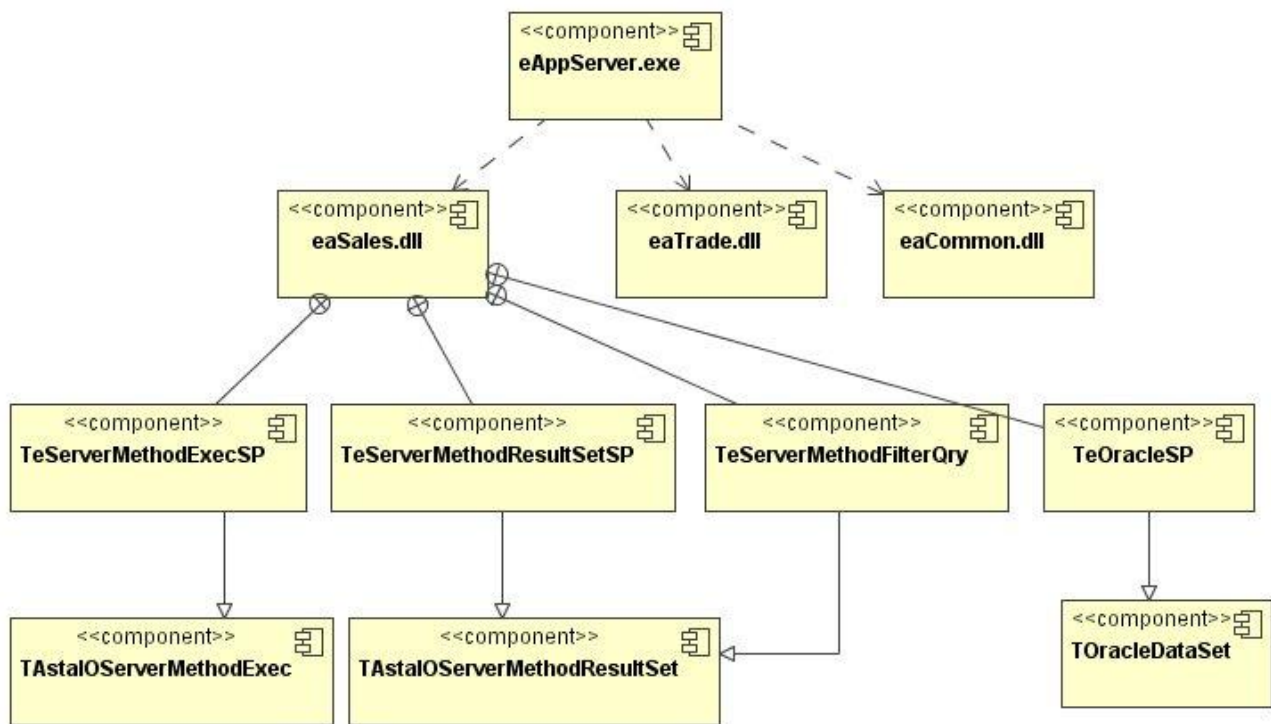 <<component>>
eAppServer.exe
<<component>>
eaSales.dll
<<component>>
eaTrade.dll
<<component>>
eaCommon.dll
<<component>>
TeServerMethodExecSP
<<component>>
TeServerMethodResultSetSP
<<component>>
TeServerMethodFilterQry
<<component>>
TeOracleSP
<<component>>
TAstaIOServerMethodExec
<<component>>
TAstaIOServerMethodResultSet
<<component>>
TOracleDataSet